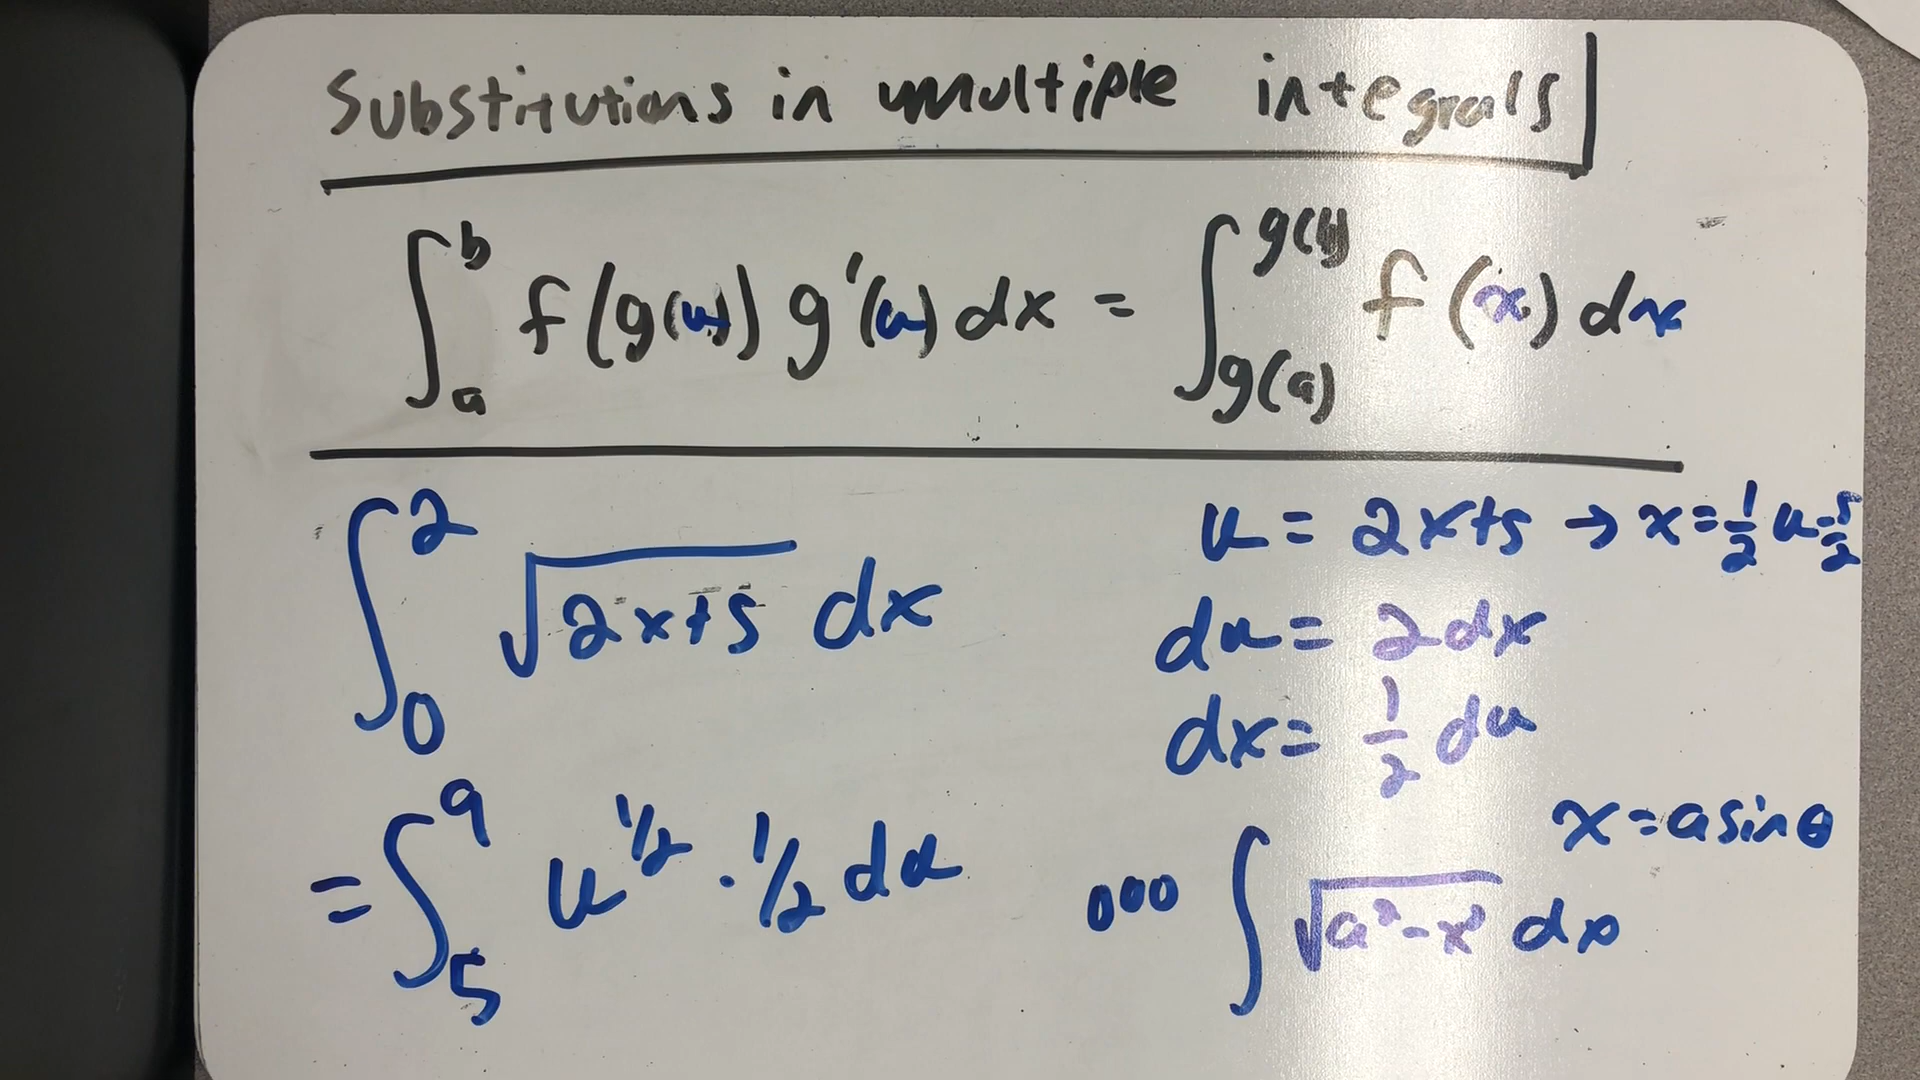 Substitutions in multiple integrals
∫_a^b f(g(u)) g'(u) dx = ∫_{g(a)}^{g(b)} f(x) dx
∫_0^2 √(2x+5) dx
u = 2x+5 → x = 1/2 u - 5/2
du = 2dx
dx = 1/2 du
= ∫_5^9 u^{1/2} · 1/2 du
x = a sin θ
∫ √(a²-x²) dx